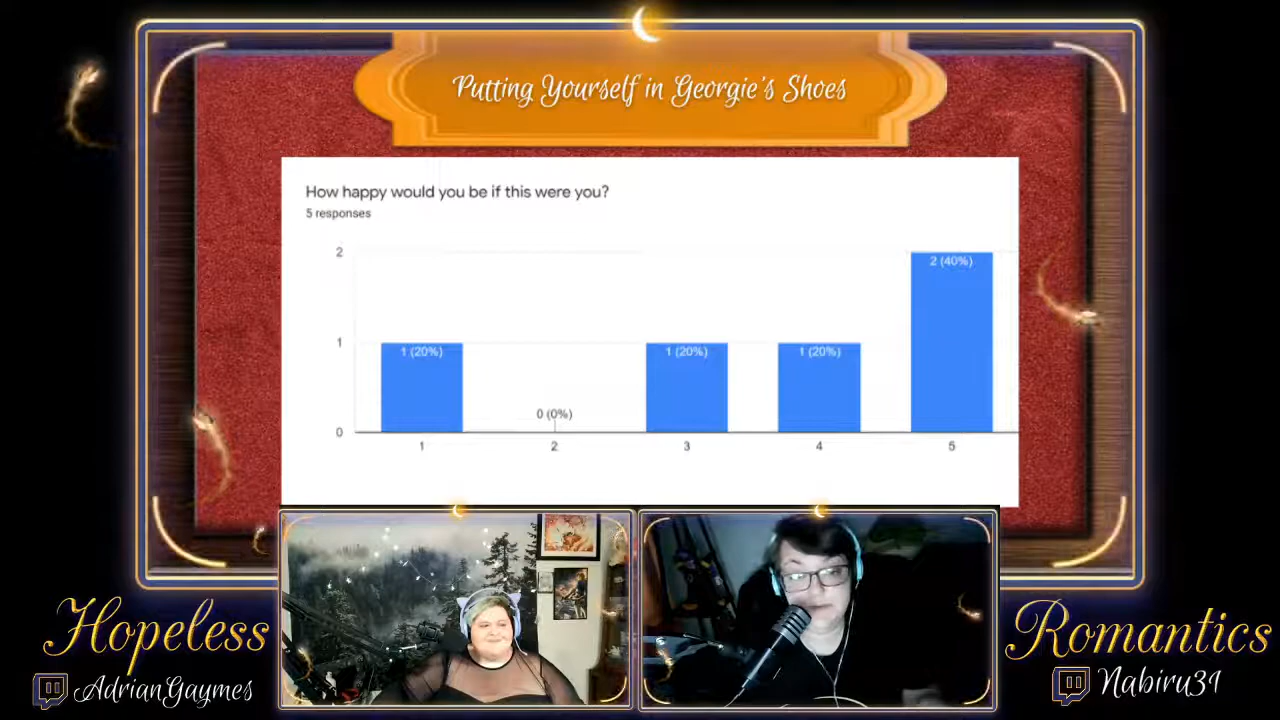 Putting Yourself in Georgie's Shoes
How happy would you be if this were you?
5 responses
2
1
0
1 (20%)
0 (0%)
1 (20%)
1 (20%)
2 (40%)
1 2 3 4 5
Hopeless
AdrianGaymes
Romantics
Nabiru31